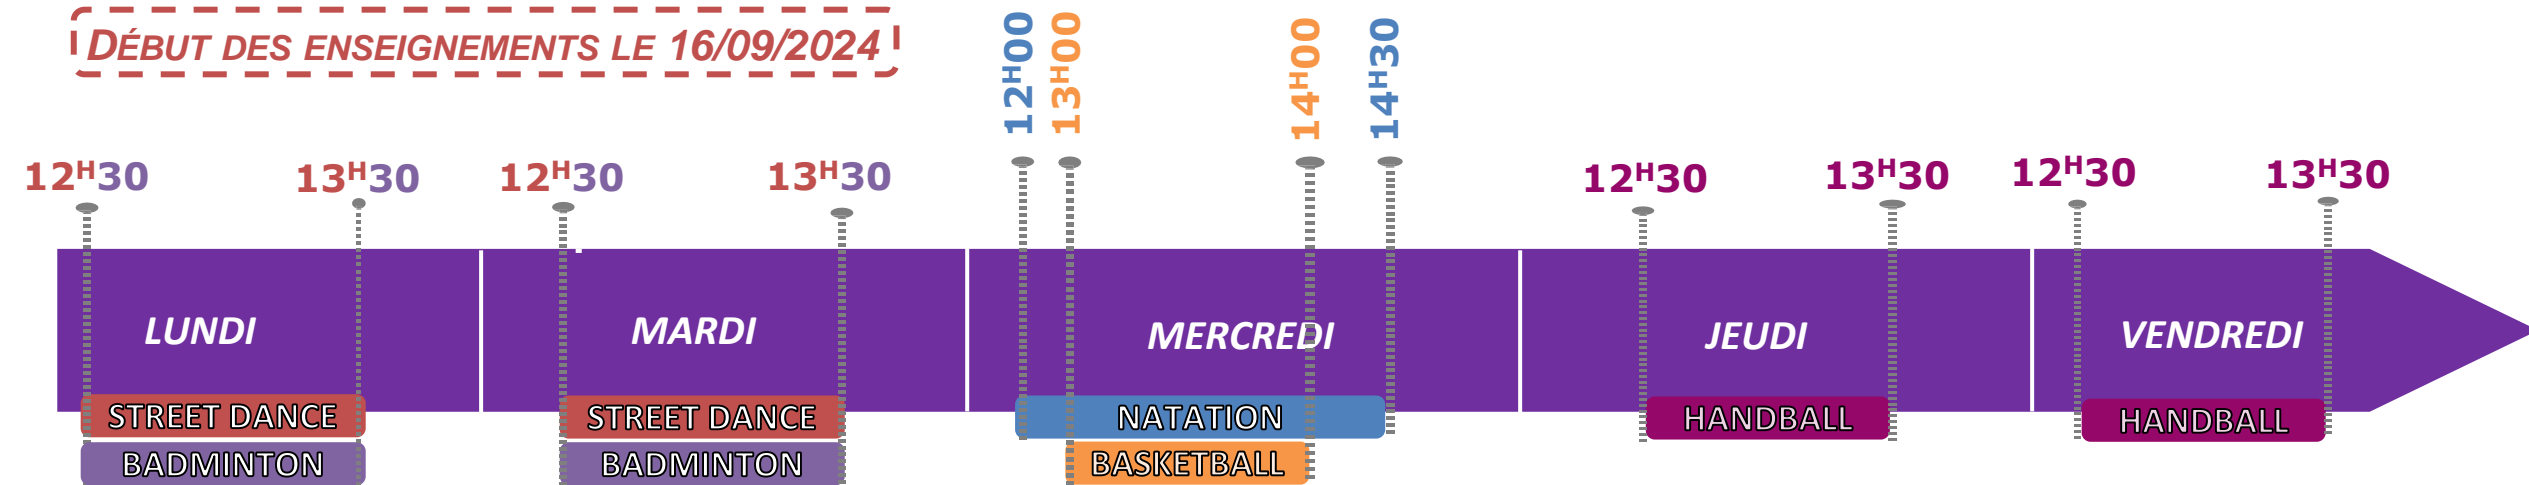 DÉBUT DES ENSEIGNEMENTS LE 16/09/2024
12H00
13H00
14H00
14H30
12H30
13H30
12H30
13H30
12H30
13H30
12H30
13H30
LUNDI
MARDI
MERCREDI
JEUDI
VENDREDI
STREET DANCE
STREET DANCE
NATATION
HANDBALL
HANDBALL
BADMINTON
BADMINTON
BASKETBALL